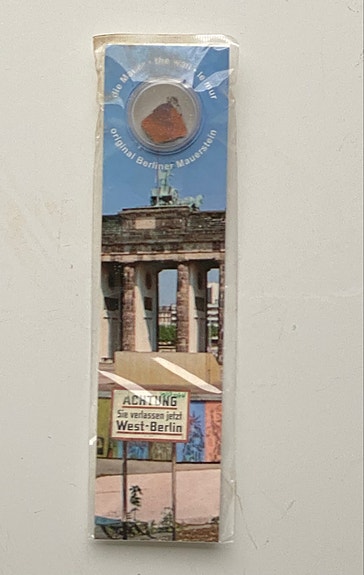 die Mauer • the wall • le mur
original Berliner Mauerstein
ACHTUNG
Sie verlassen jetzt
West-Berlin